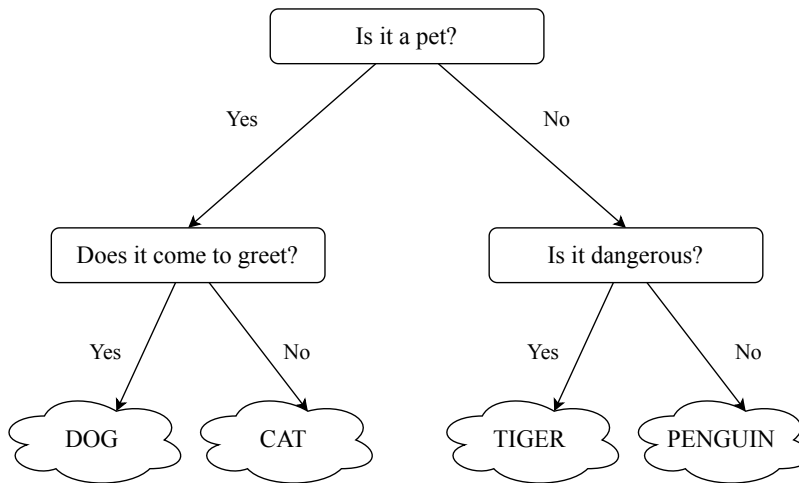 Is it a pet?
Yes
No
Does it come to greet?
Is it dangerous?
Yes
No
Yes
No
DOG
CAT
TIGER
PENGUIN